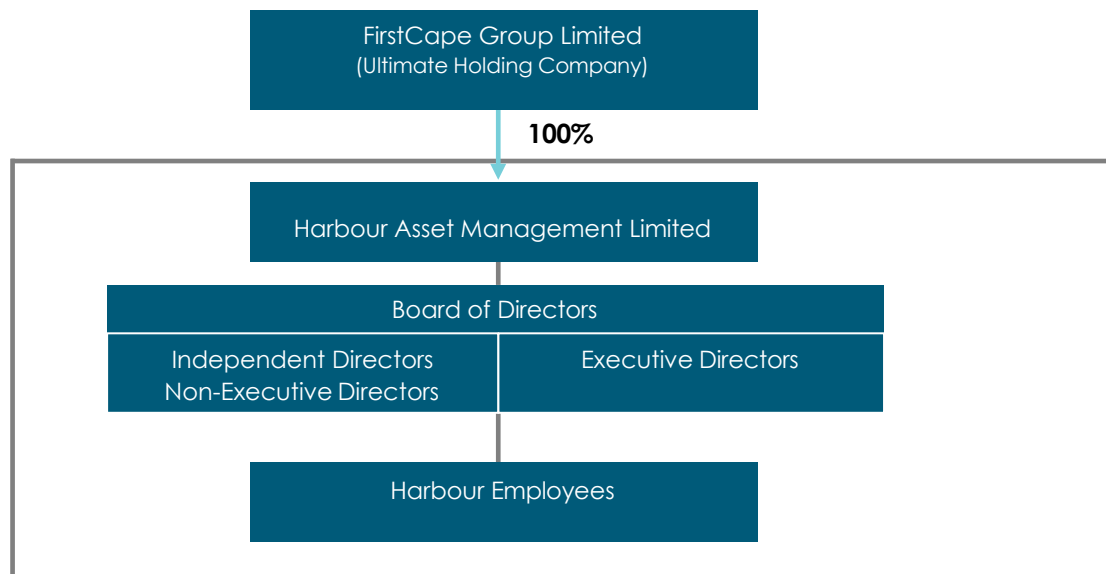 FirstCape Group Limited
(Ultimate Holding Company)
100%
Harbour Asset Management Limited
Board of Directors
Independent Directors
Non-Executive Directors
Executive Directors
Harbour Employees